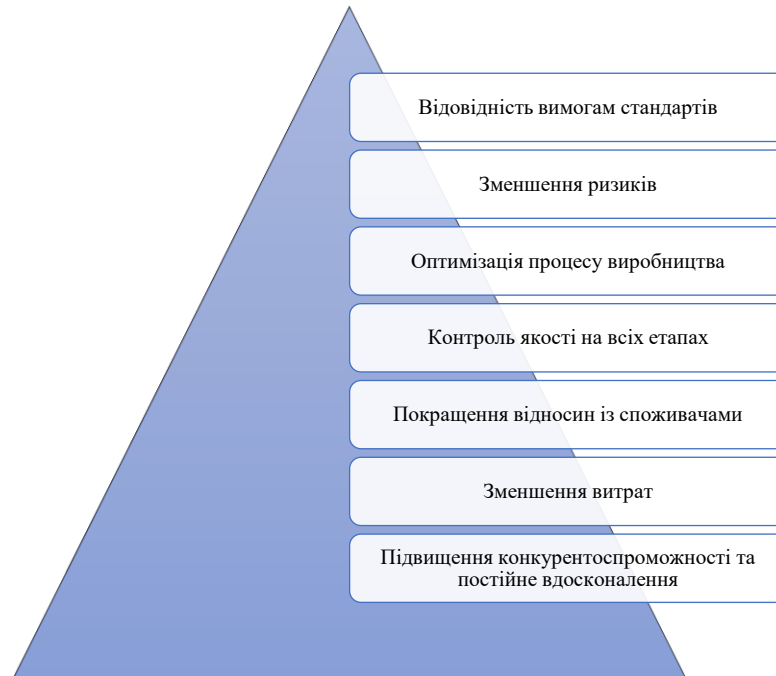 Відовідність вимогам стандартів
Зменшення ризиків
Оптимізація процесу виробництва
Контроль якості на всіх етапах
Покращення відносин із споживачами
Зменшення витрат
Підвищення конкурентоспроможності та
постійне вдосконалення